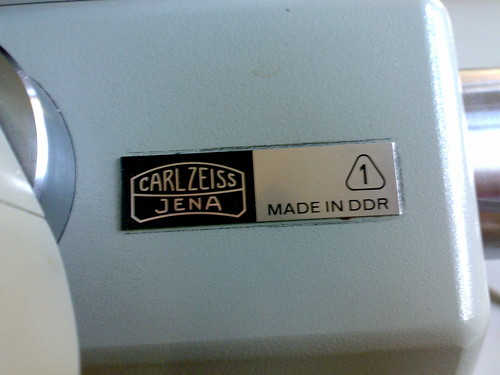 CARL ZEISS
JENA
1
MADE IN DDR